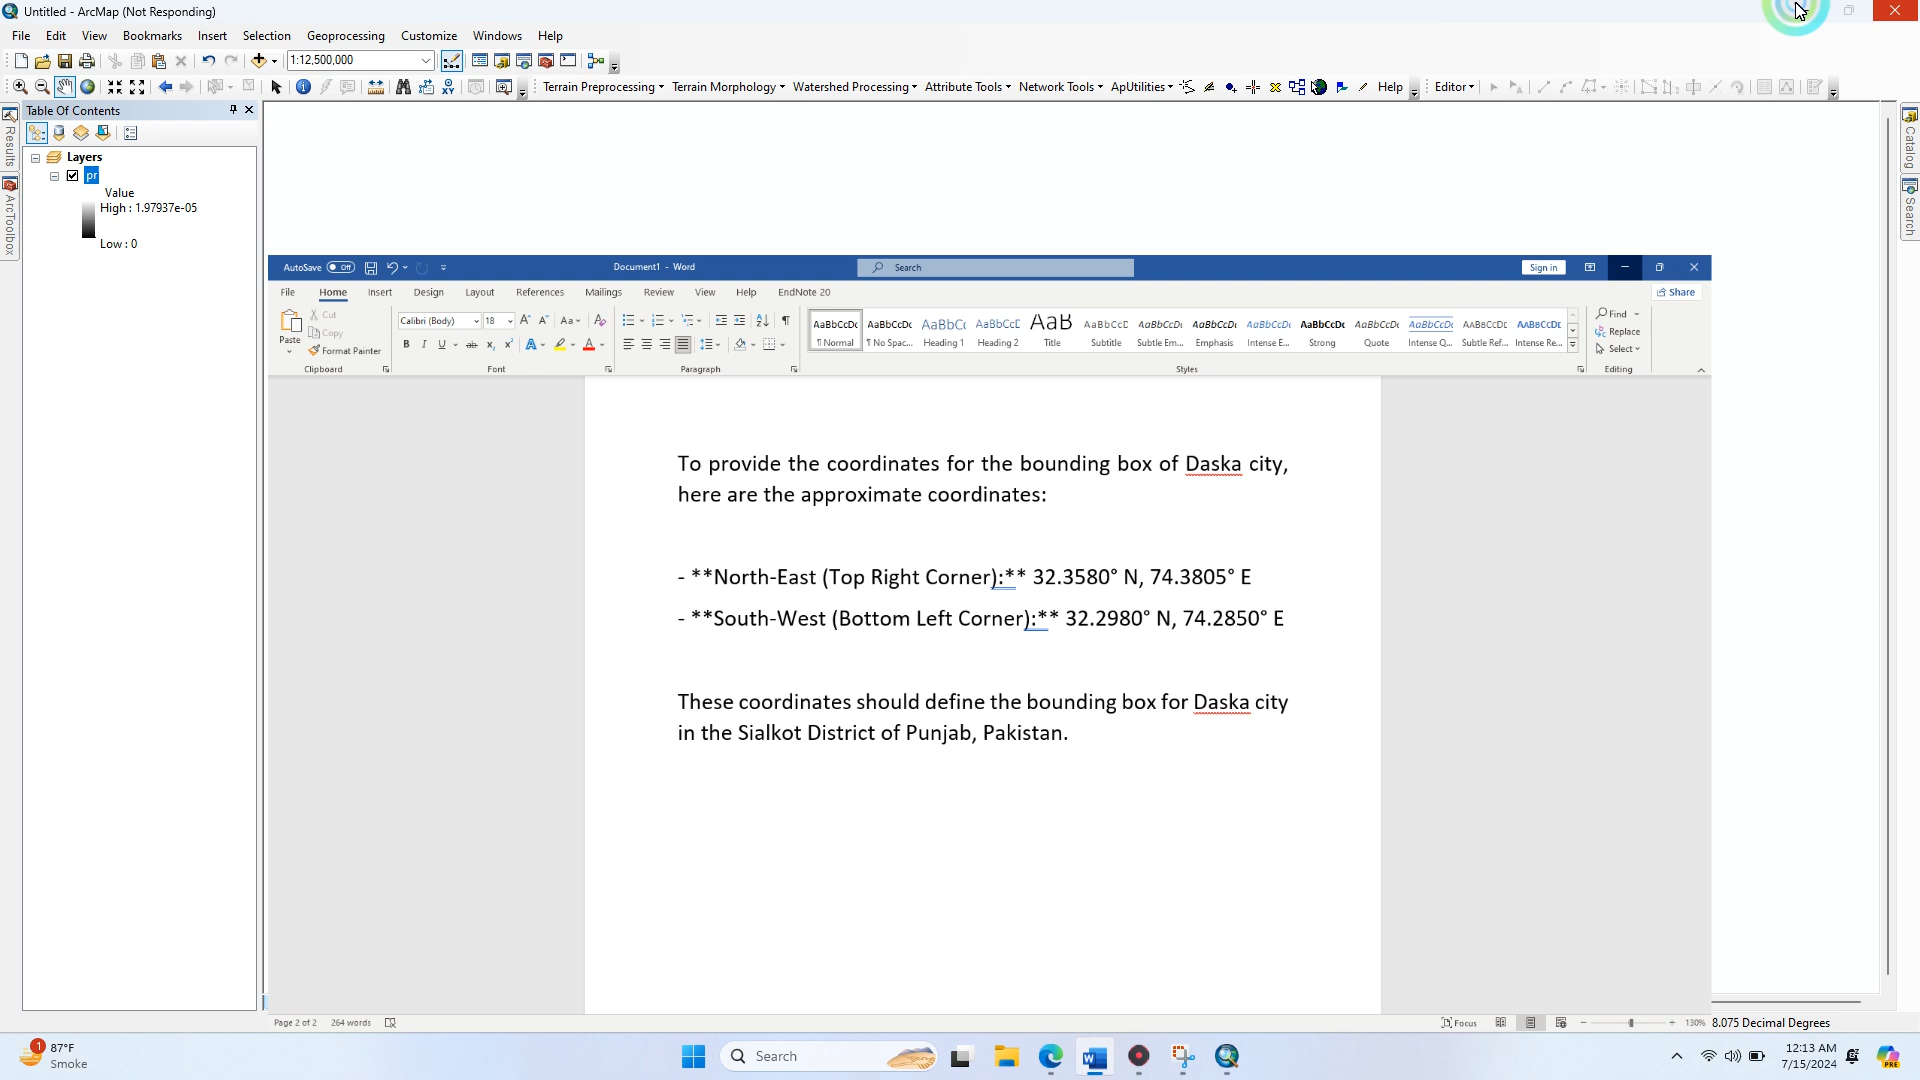 Untitled - ArcMap (Not Responding)
File Edit View Bookmarks Insert Selection Geoprocessing Customize Windows Help
1:12,500,000
Terrain Preprocessing Terrain Morphology Watershed Processing Attribute Tools Network Tools ApUtilities Help Editor
Table Of Contents
Results
ArcToolbox
Catalog
Search
Layers
pr
Value
High : 1.97937e-05
Low : 0
AutoSave Off Document1 - Word Search Sign in
File Home Insert Design Layout References Mailings Review View Help EndNote 20 Share
Paste Cut
Copy
Format Painter
Clipboard
Calibri (Body) 18
Font
Paragraph
AaBbCcDc AaBbCcDc AaBbCc AaBbCcD AaB AaBbCcD AaBbCcDc AaBbCcDc AaBbCcDc AaBbCcDc AaBbCcDc AaBbCcDc AaBbCcDc AaBbCcDc
¶ Normal ¶ No Spac... Heading 1 Heading 2 Title Subtitle Subtle Em... Emphasis Intense E... Strong Quote Intense Q... Subtle Ref... Intense Re...
Styles
Find
Replace
Select
Editing
To provide the coordinates for the bounding box of Daska city,
here are the approximate coordinates:
- **North-East (Top Right Corner):** 32.3580° N, 74.3805° E
- **South-West (Bottom Left Corner):** 32.2980° N, 74.2850° E
These coordinates should define the bounding box for Daska city
in the Sialkot District of Punjab, Pakistan.
Page 2 of 2 264 words Focus 130% 8.075 Decimal Degrees
1
87°F
Smoke
Search
12:13 AM
7/15/2024
PRE